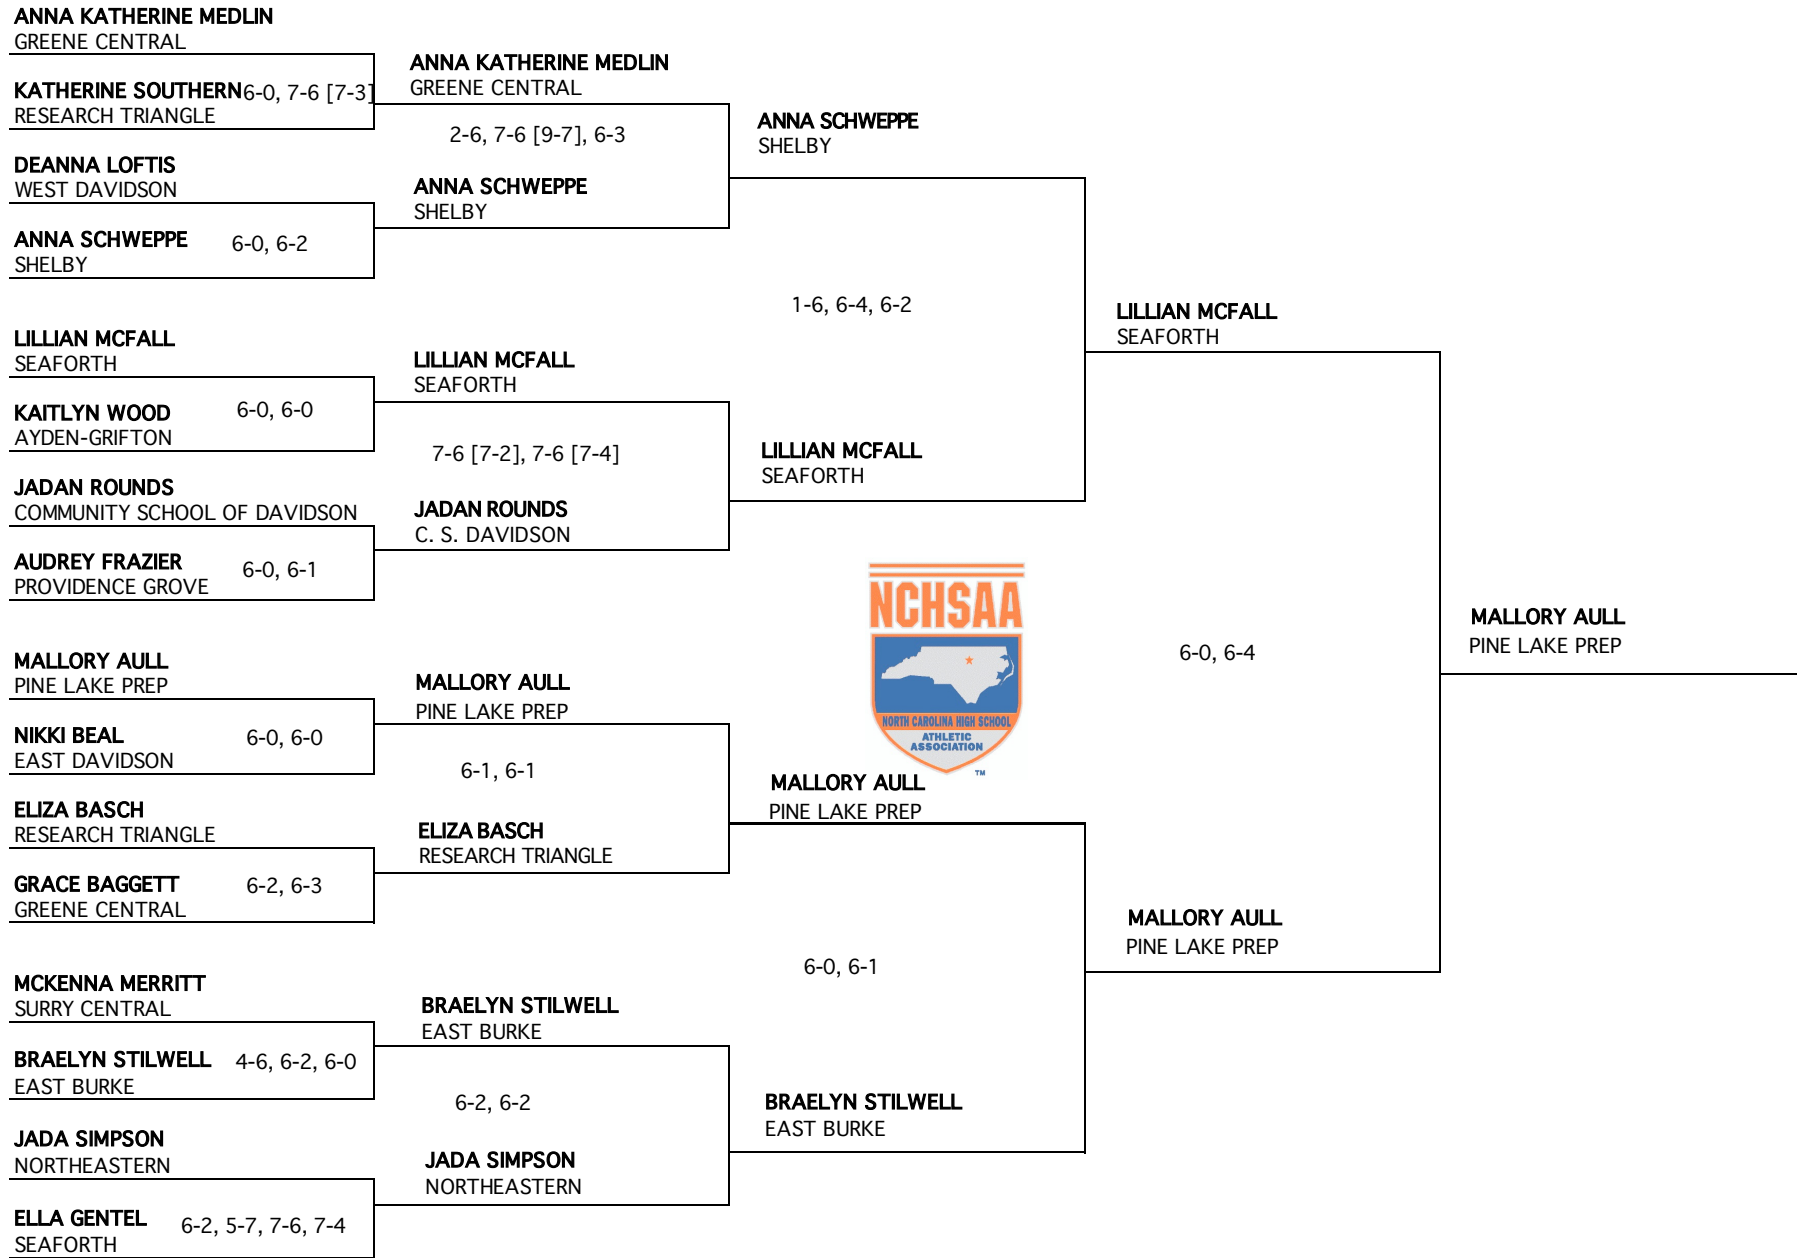 ANNA KATHERINE MEDLIN
GREENE CENTRAL
KATHERINE SOUTHERN 6-0, 7-6 [7-3]
RESEARCH TRIANGLE
DEANNA LOFTIS
WEST DAVIDSON
ANNA SCHWEPPE 6-0, 6-2
SHELBY
LILLIAN MCFALL
SEAFORTH
KAITLYN WOOD 6-0, 6-0
AYDEN-GRIFTON
JADAN ROUNDS
COMMUNITY SCHOOL OF DAVIDSON
AUDREY FRAZIER 6-0, 6-1
PROVIDENCE GROVE
MALLORY AULL
PINE LAKE PREP
NIKKI BEAL 6-0, 6-0
EAST DAVIDSON
ELIZA BASCH
RESEARCH TRIANGLE
GRACE BAGGETT 6-2, 6-3
GREENE CENTRAL
MCKENNA MERRITT
SURRY CENTRAL
BRAELYN STILWELL 4-6, 6-2, 6-0
EAST BURKE
JADA SIMPSON
NORTHEASTERN
ELLA GENTEL 6-2, 5-7, 7-6, 7-4
SEAFORTH
ANNA KATHERINE MEDLIN
GREENE CENTRAL
2-6, 7-6 [9-7], 6-3
ANNA SCHWEPPE
SHELBY
LILLIAN MCFALL
SEAFORTH
7-6 [7-2], 7-6 [7-4]
JADAN ROUNDS
C. S. DAVIDSON
MALLORY AULL
PINE LAKE PREP
6-1, 6-1
ELIZA BASCH
RESEARCH TRIANGLE
BRAELYN STILWELL
EAST BURKE
6-2, 6-2
JADA SIMPSON
NORTHEASTERN
ANNA SCHWEPPE
SHELBY
1-6, 6-4, 6-2
LILLIAN MCFALL
SEAFORTH
NCHSAA
NORTH CAROLINA HIGH SCHOOL
ATHLETIC
ASSOCIATION
TM
MALLORY AULL
PINE LAKE PREP
6-0, 6-1
BRAELYN STILWELL
EAST BURKE
LILLIAN MCFALL
SEAFORTH
6-0, 6-4
MALLORY AULL
PINE LAKE PREP
MALLORY AULL
PINE LAKE PREP